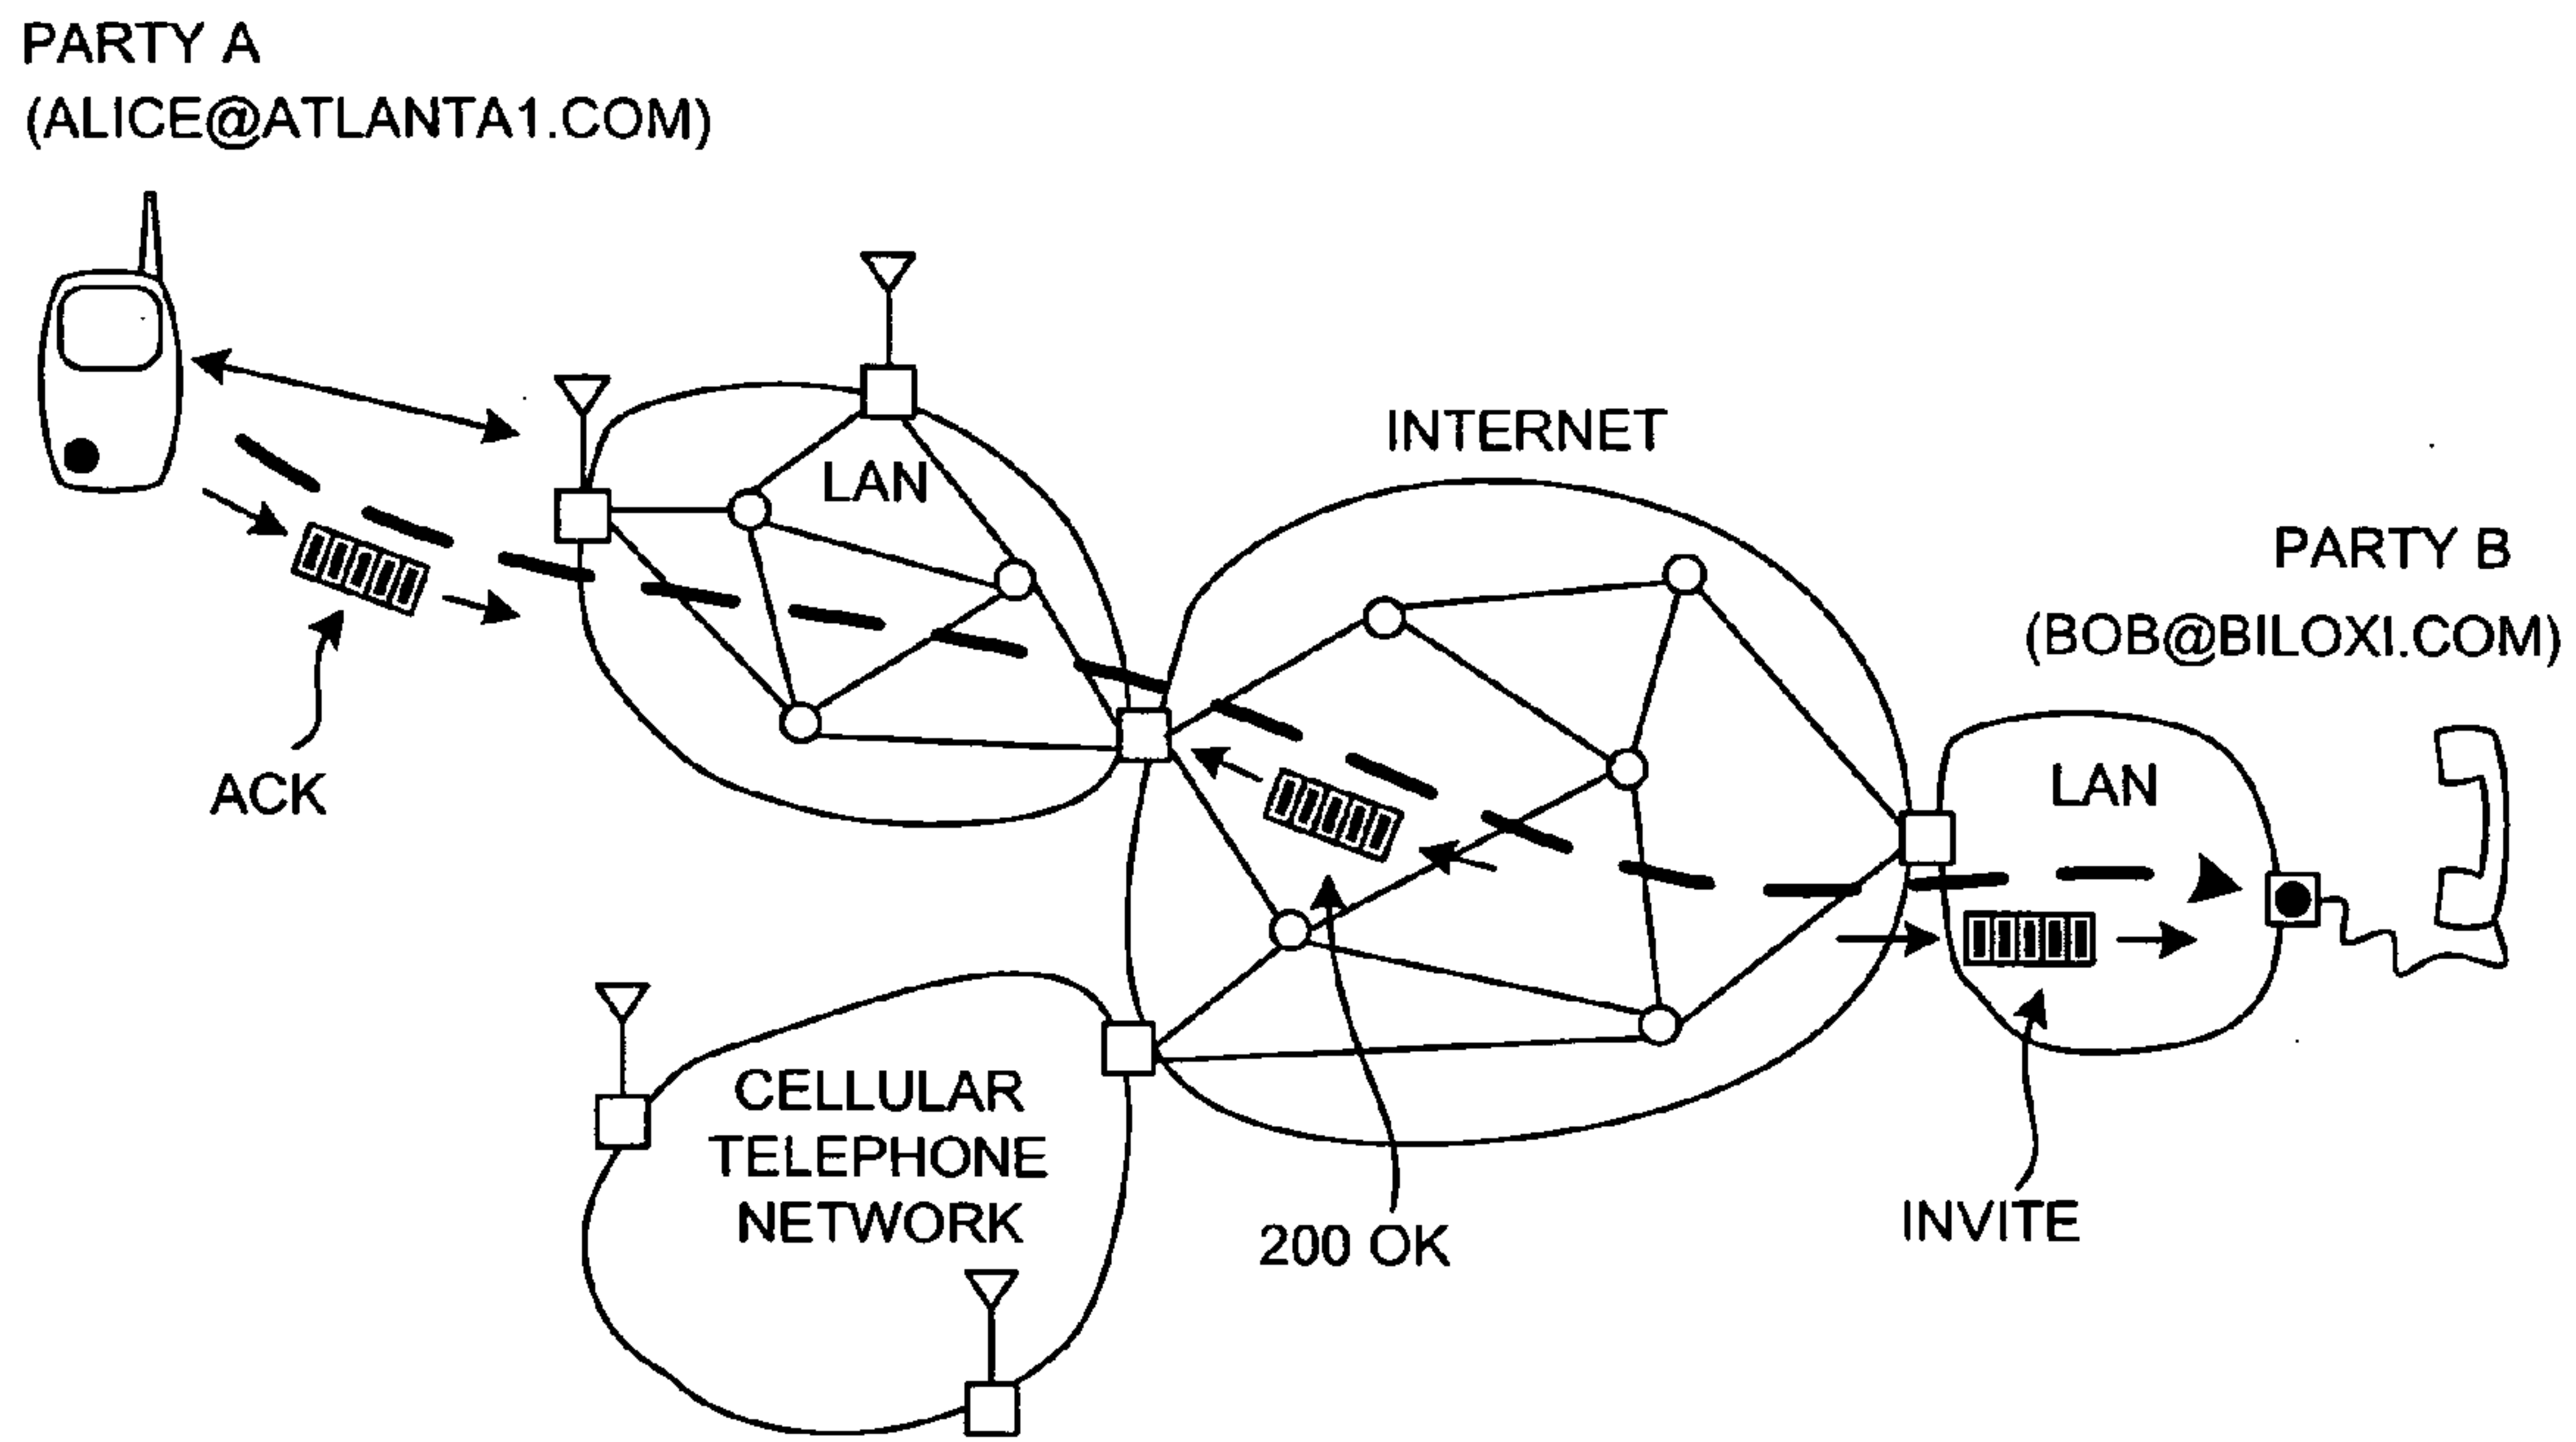 PARTY A
(ALICE@ATLANTA1.COM)
LAN
INTERNET
PARTY B
(BOB@BILOXI.COM)
LAN
ACK
CELLULAR
TELEPHONE
NETWORK
200 OK
INVITE